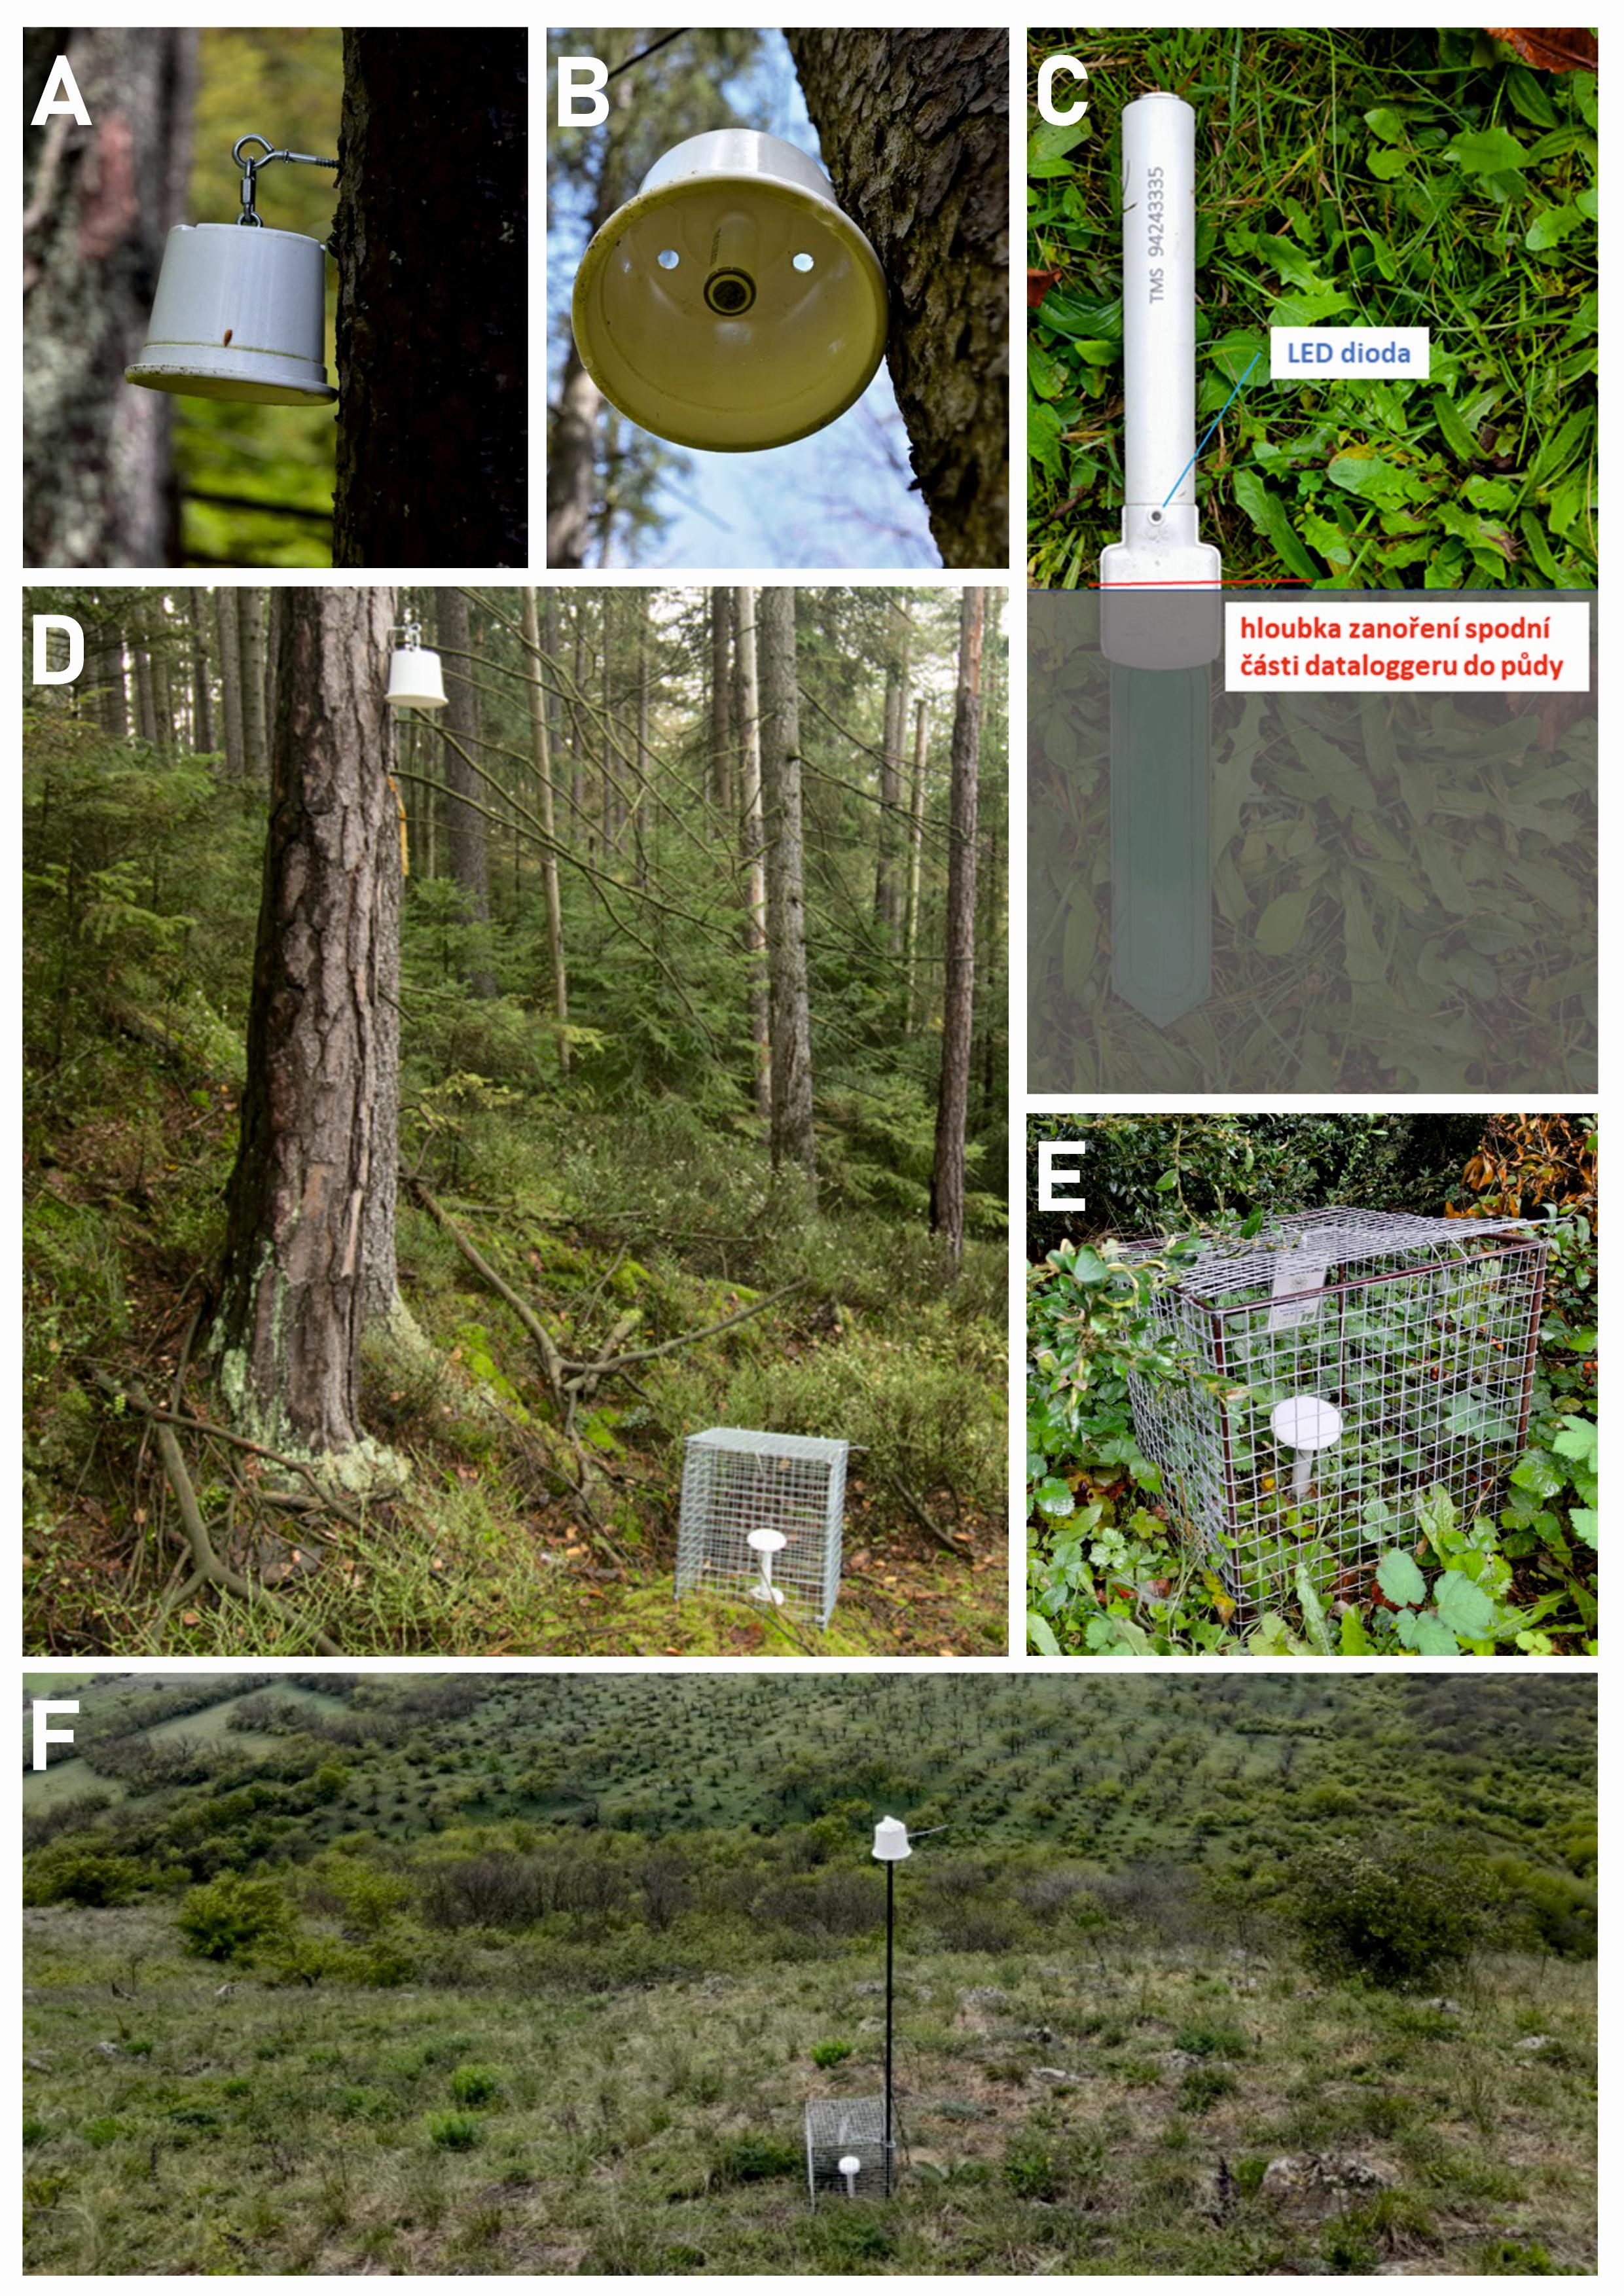 A
B
C
TMS 94243335
LED dioda
hloubka zanoření spodní
části dataloggeru do půdy
D
E
F